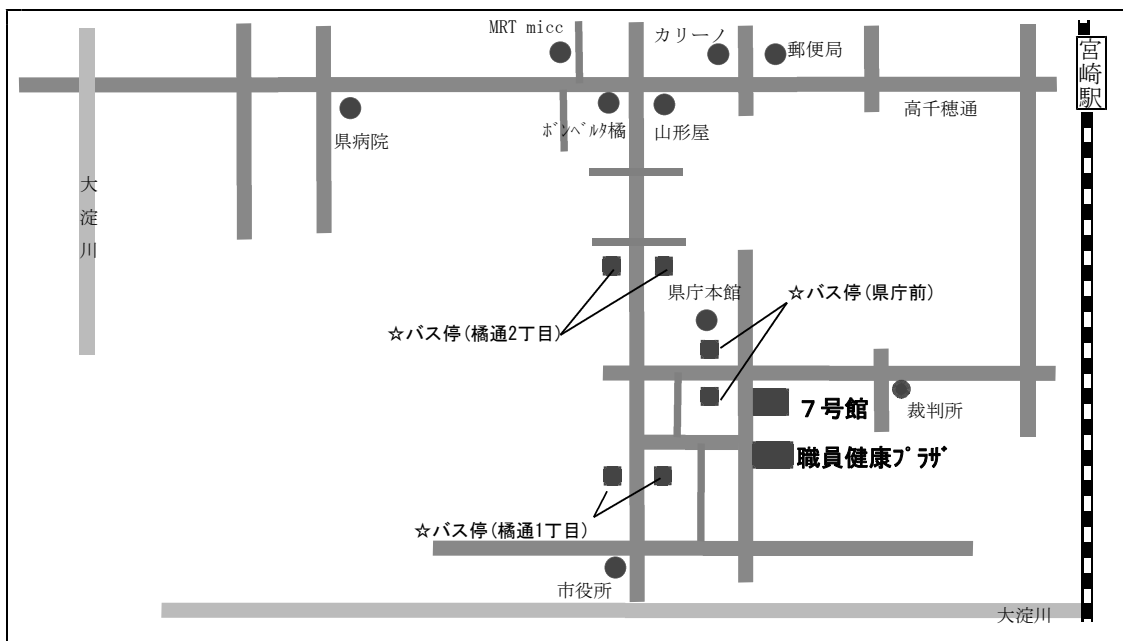 MRT micc
カリーノ
郵便局
宮崎駅
高千穂通
県病院
ボンベルタ橘
山形屋
大淀川
県庁本館
☆バス停(県庁前)
☆バス停(橘通2丁目)
7号館
裁判所
職員健康プラザ
☆バス停(橘通1丁目)
市役所
大淀川